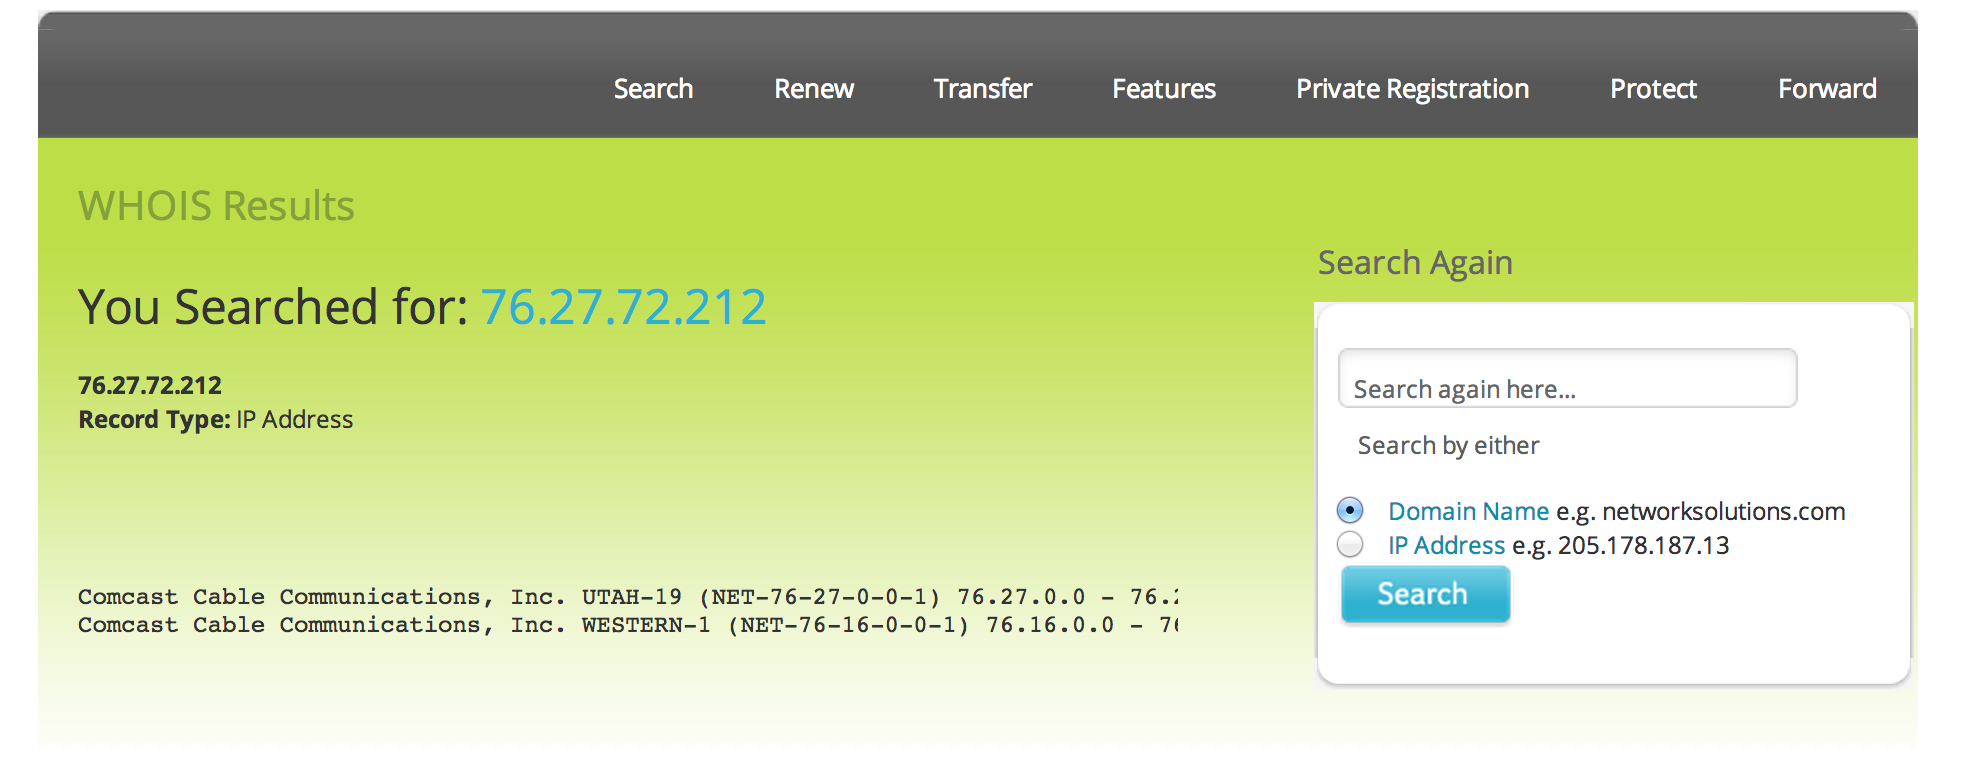 Search Renew Transfer Features Private Registration Protect Forward
WHOIS Results
You Searched for: 76.27.72.212
76.27.72.212
Record Type: IP Address
Comcast Cable Communications, Inc. UTAH-19 (NET-76-27-0-0-1) 76.27.0.0 - 76.
Comcast Cable Communications, Inc. WESTERN-1 (NET-76-16-0-0-1) 76.16.0.0 - 7
Search Again
Search again here...
Search by either
Domain Name e.g. networksolutions.com
IP Address e.g. 205.178.187.13
Search